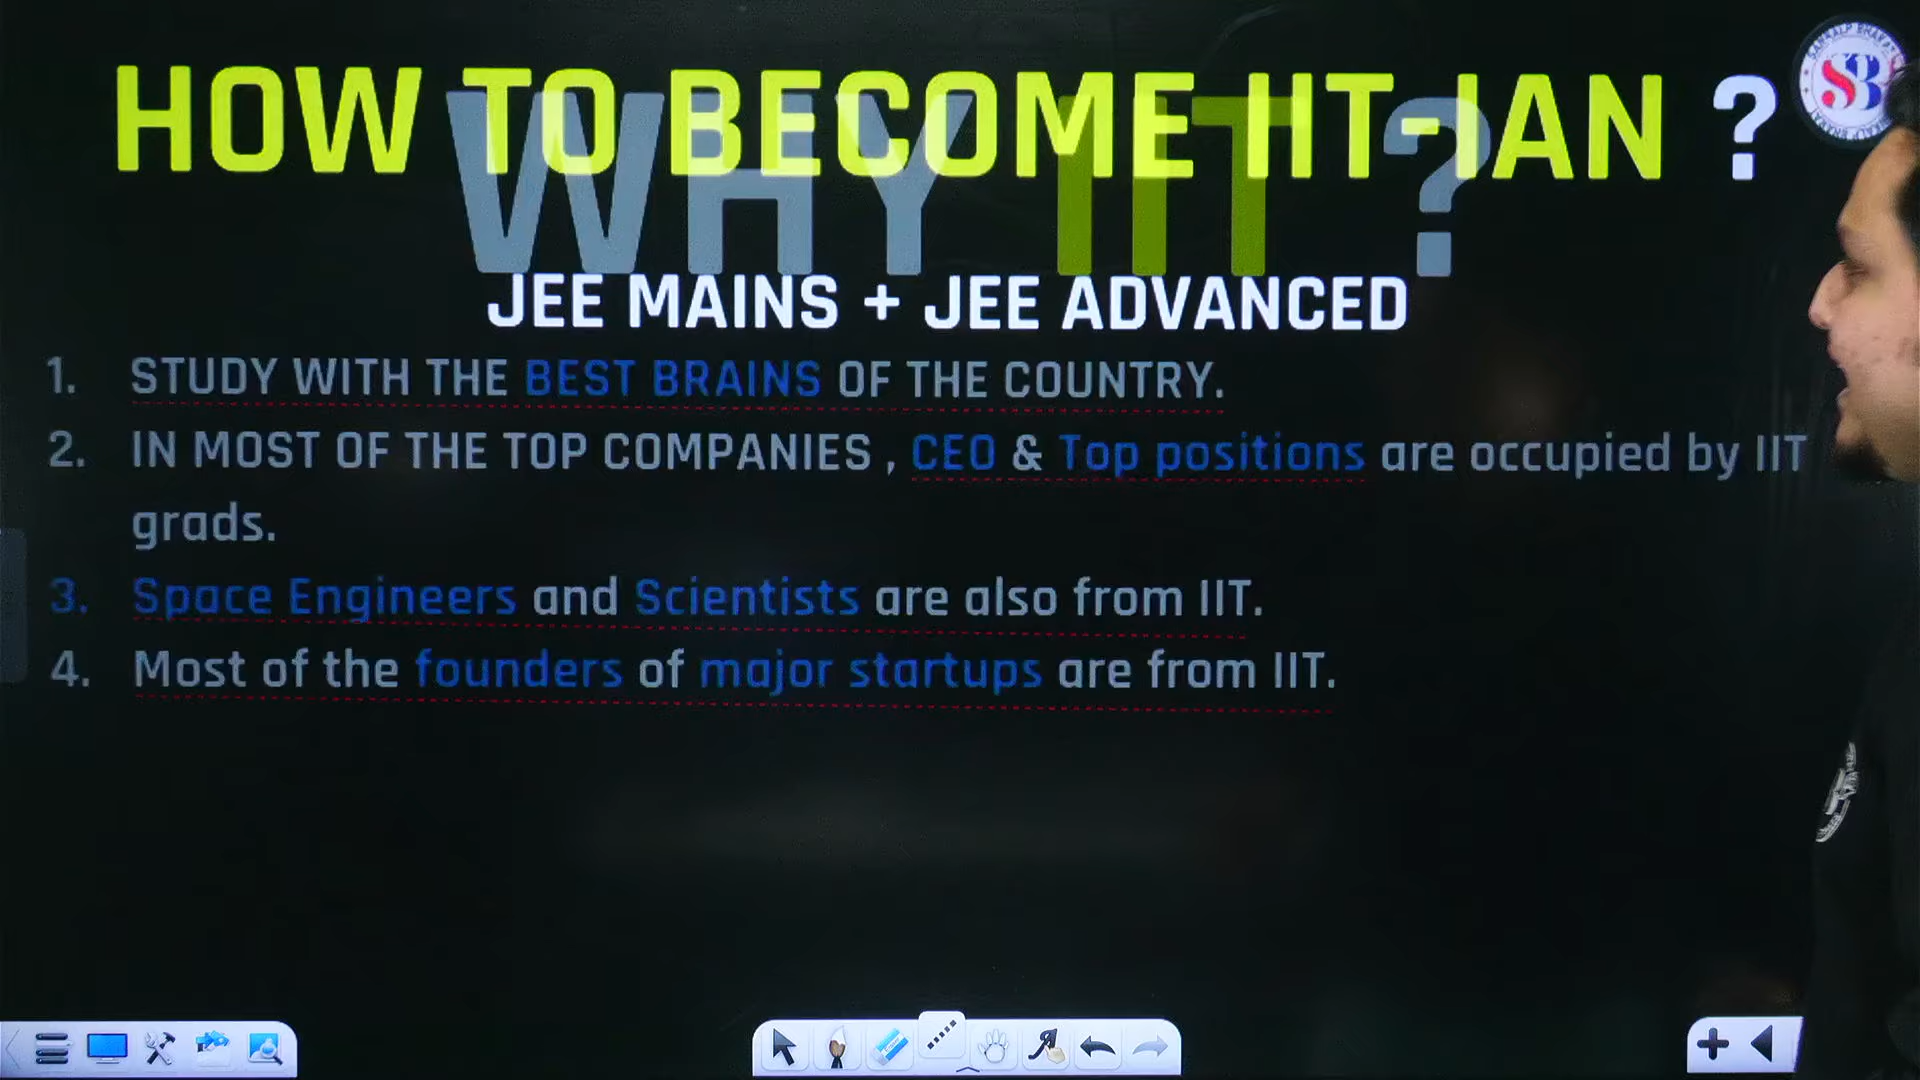 HOW TO BECOME IIT-IAN ?
WHY IIT ?
JEE MAINS + JEE ADVANCED
1. STUDY WITH THE BEST BRAINS OF THE COUNTRY.
2. IN MOST OF THE TOP COMPANIES , CEO & Top positions are occupied by IIT
grads.
3. Space Engineers and Scientists are also from IIT.
4. Most of the founders of major startups are from IIT.
SB